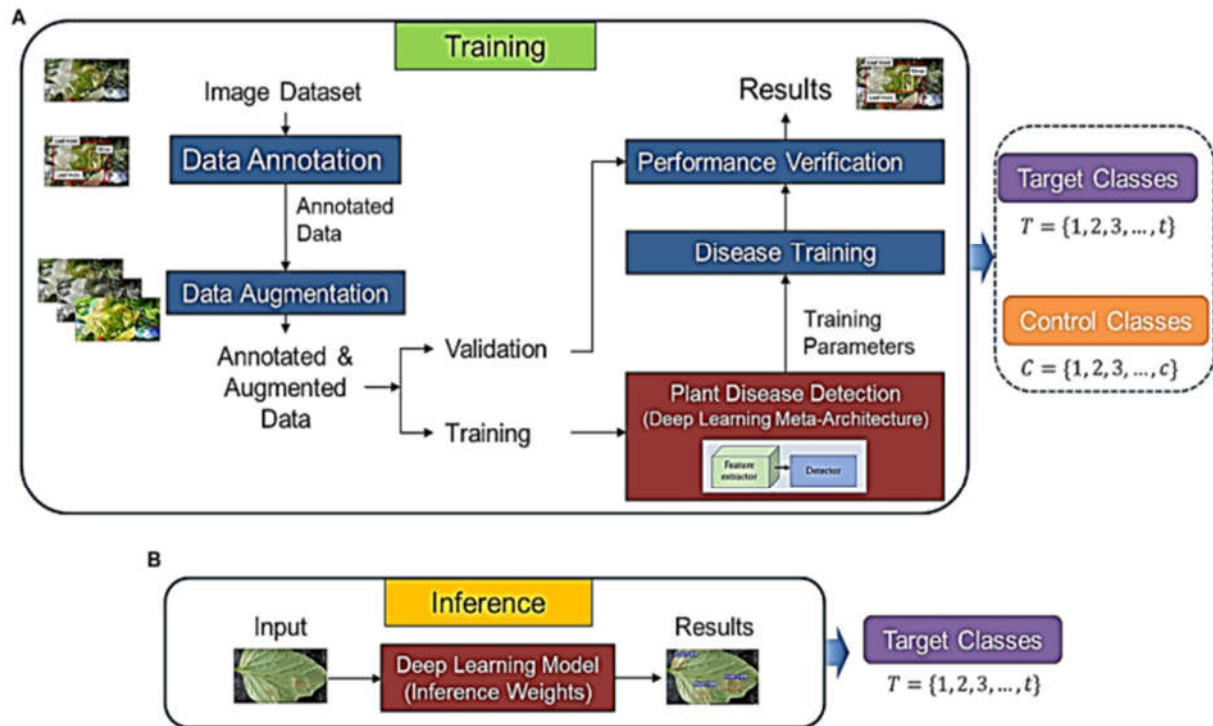 A
Training
Image Dataset
Data Annotation
Annotated
Data
Data Augmentation
Annotated &
Augmented
Data
Validation
Training
Results
Performance Verification
Disease Training
Training
Parameters
Plant Disease Detection
(Deep Learning Meta-Architecture)
Feature
extractor
Detector
Target Classes
T = {1,2,3, ..., t}
Control Classes
C = {1,2,3, ..., c}
B
Inference
Input
Deep Learning Model
(Inference Weights)
Results
Target Classes
T = {1,2,3, ..., t}